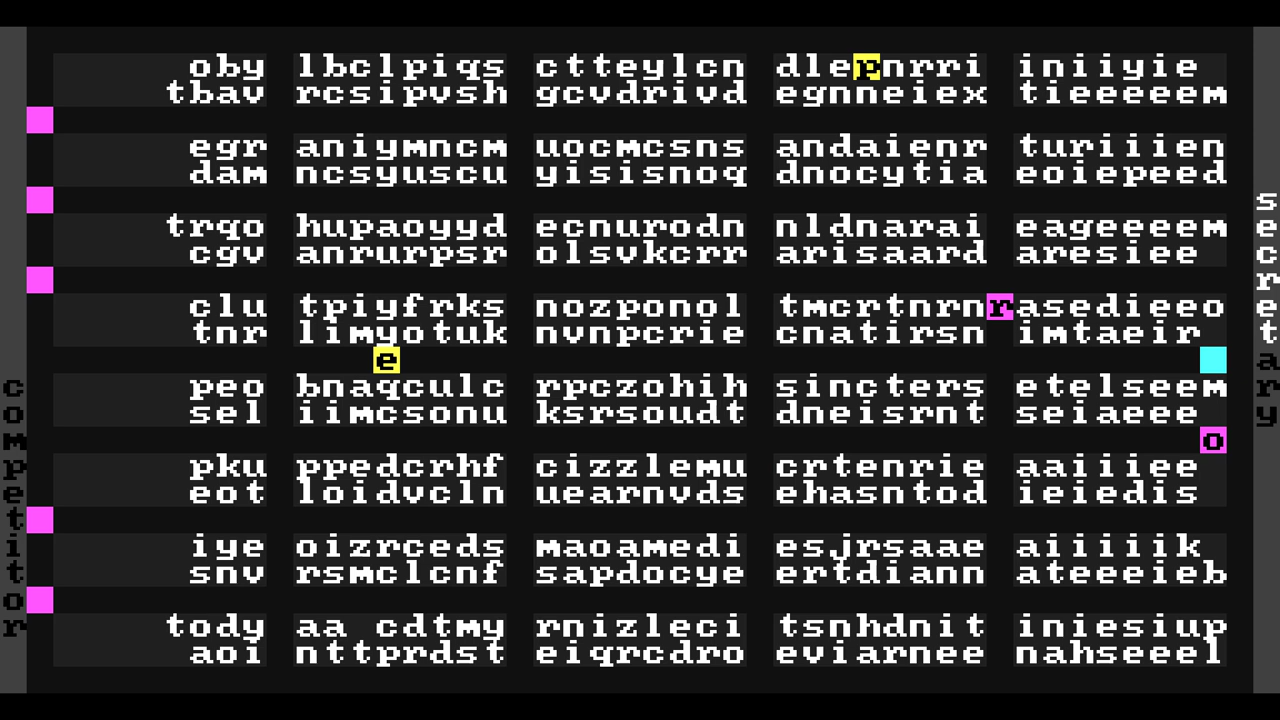 oby lbclpiqs ctteylcn dlepnrri iniiyie
tbav rcsipvsh gcvdrivd egnneiex tieeeeem
egr aniymncm uocmcsns andaienr turiiien
dam ncsyuscu yisisnoq dnocytia eoiepeed
trqo hupaoyyd ecnurodn nldnarai eageeeem
cgv anrurpsr olsvkcrr arisaard aresiee
clu tpiyfrks nozponol tmcrtnrnrasedieeo
tnr limyotuk nvnpcrie cnatirsn imtaeir
e
peo bnaqculc rpczohih sincters etelseem
sel iimcsonu ksrsoudt dneisrnt seiaeee
o
pku ppedcrhf cizzlemu crtenrie aaiiiee
eot loidvcln uearnvds ehasntod ieiedis
iye oizrceds maoamedi esjrsaae aiiiiik
snv rsmclcnf sapdocye ertdiann ateeeieb
tody aa cdtmy rnizleci tsnhdnit iniesiup
aoi nttprdst eiqrcdro eviarnee nahseeel
competitor
secretary